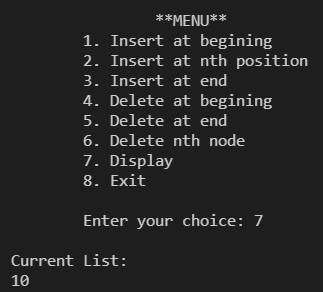 **MENU**
1. Insert at begining
2. Insert at nth position
3. Insert at end
4. Delete at begining
5. Delete at end
6. Delete nth node
7. Display
8. Exit
Enter your choice: 7
Current List:
10